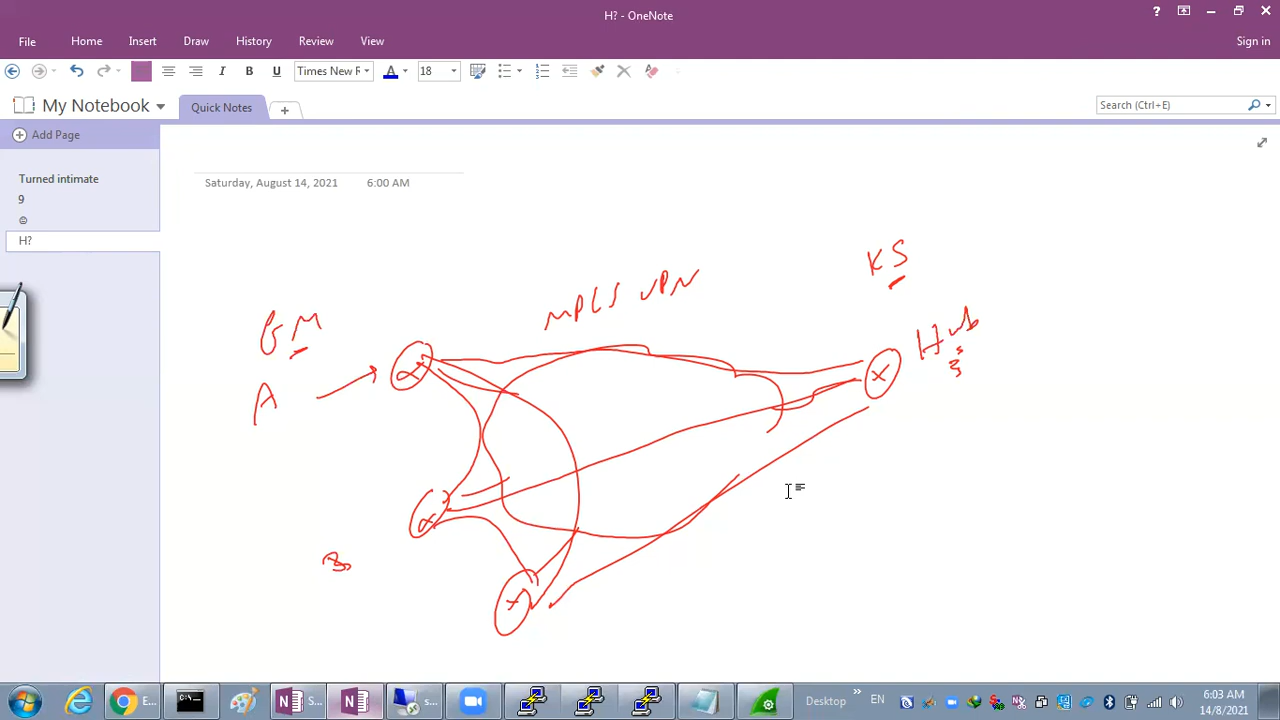 H? - OneNote
File Home Insert Draw History Review View Sign in
B I U Times New R A 18
My Notebook Quick Notes Search (Ctrl+E)
Add Page
Saturday, August 14, 2021 6:00 AM
Turned intimate
9
H?
KS
MPLS VPN
GM
Hub
A
E... S... s... Desktop EN 6:03 AM
14/8/2021